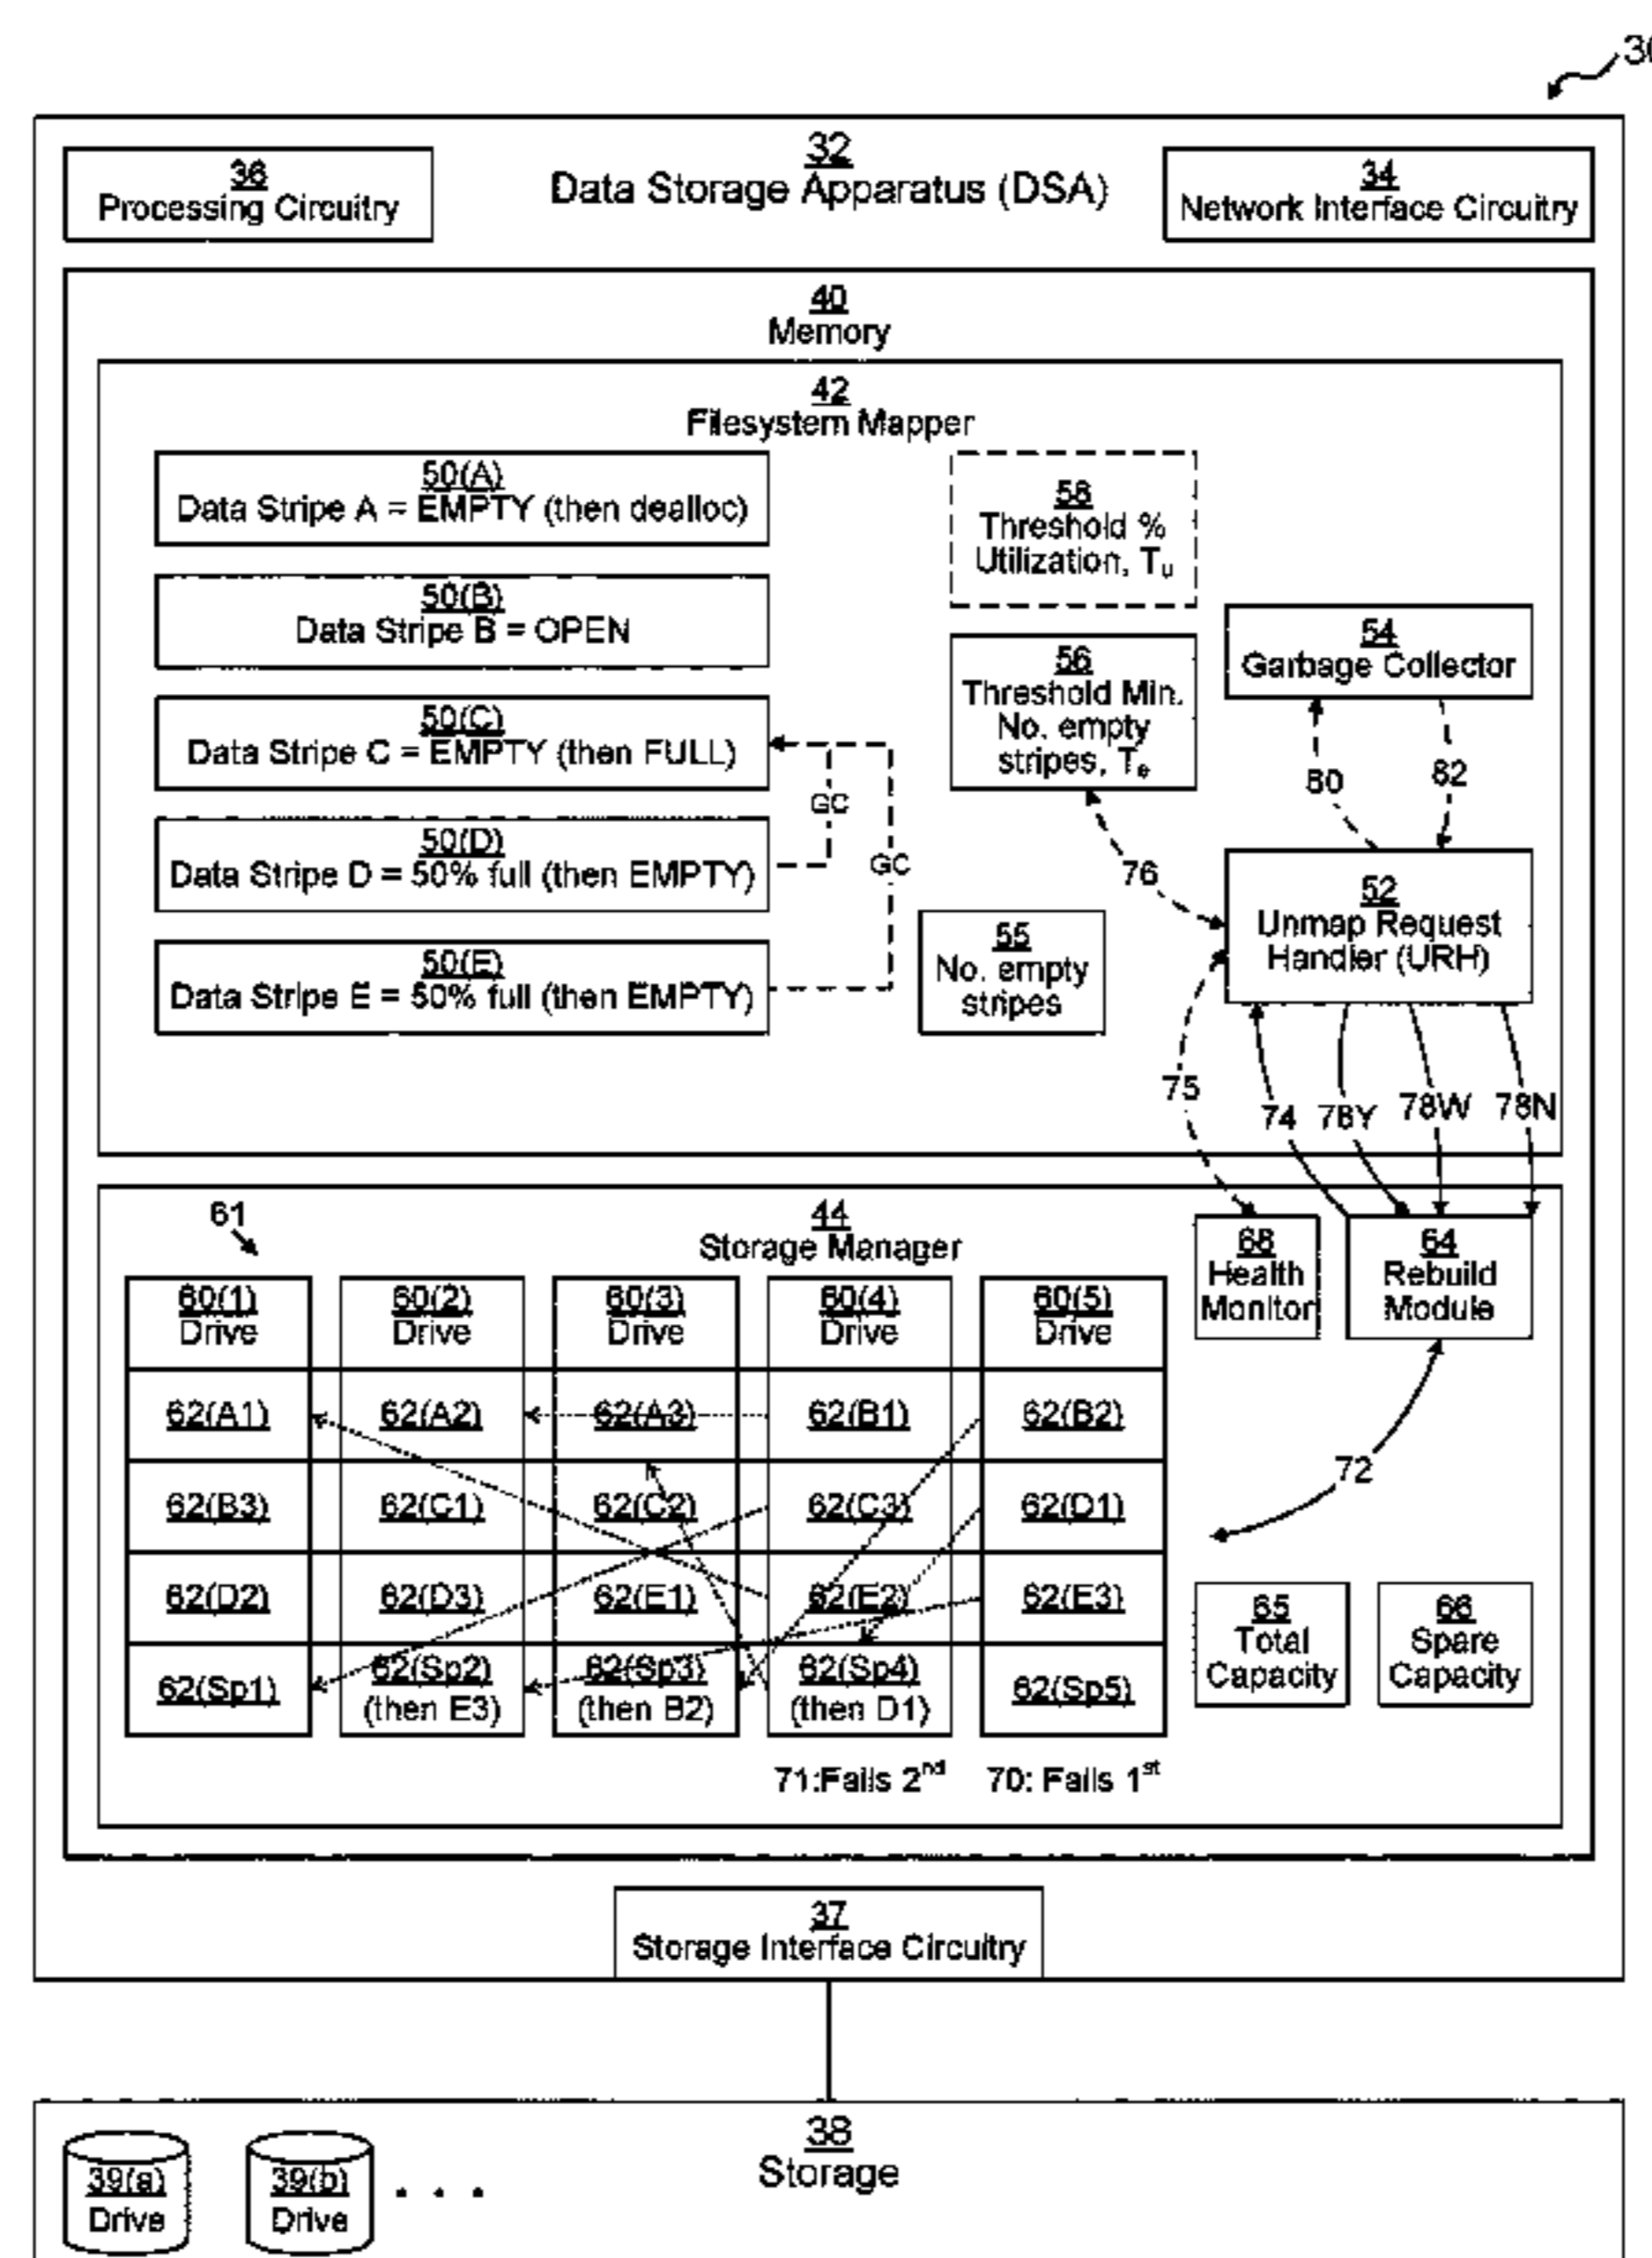 30
32
Data Storage Apparatus (DSA)
36
Processing Circuitry
34
Network Interface Circuitry
40
Memory
42
Filesystem Mapper
50(A)
Data Stripe A = EMPTY (then dealloc)
50(B)
Data Stripe B = OPEN
50(C)
Data Stripe C = EMPTY (then FULL)
50(D)
Data Stripe D = 50% full (then EMPTY)
50(E)
Data Stripe E = 50% full (then EMPTY)
GC
GC
58
Threshold %
Utilization, Tu
56
Threshold Min.
No. empty
stripes, Te
55
No. empty
stripes
54
Garbage Collector
80
82
76
52
Unmap Request
Handler (URH)
75
74
78Y
78W
78N
61
44
Storage Manager
68
Health
Monitor
64
Rebuild
Module
60(1)
Drive
60(2)
Drive
60(3)
Drive
60(4)
Drive
60(5)
Drive
62(A1)
62(A2)
62(A3)
62(B1)
62(B2)
62(B3)
62(C1)
62(C2)
62(C3)
62(D1)
72
62(D2)
62(D3)
62(E1)
62(E2)
62(E3)
62(Sp1)
62(Sp2)
(then E3)
62(Sp3)
(then B2)
62(Sp4)
(then D1)
62(Sp5)
65
Total
Capacity
66
Spare
Capacity
71:Fails 2nd
70: Fails 1st
37
Storage Interface Circuitry
38
Storage
39(a)
Drive
39(b)
Drive
. . .